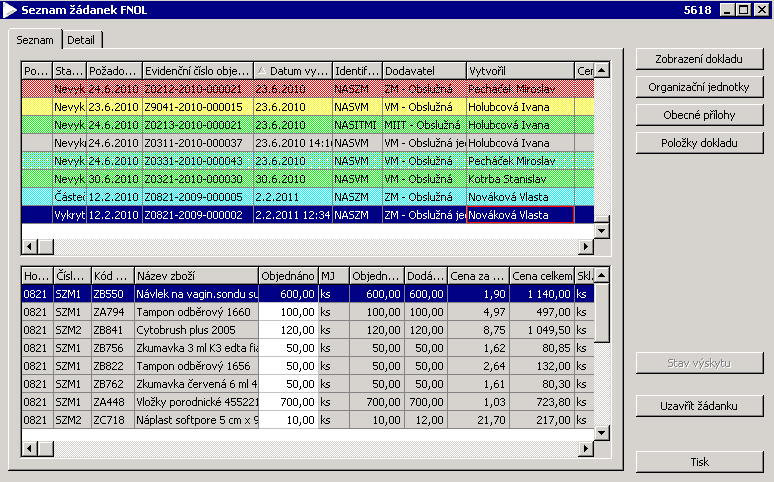 Seznam žádanek FNOL 5618
Seznam Detail
Po... Sta... Požado... Evidenční číslo obje... Datum vy... Identif... Dodavatel Vytvořil Cer
Nevyk 24.6.2010 Z0212-2010-000021 23.6.2010 NASZM ZM - Obslužná Pecháček Miroslav
Nevyk 23.6.2010 Z9041-2010-000015 23.6.2010 NASVM VM - Obslužná Holubcová Ivana
Nevyk 24.6.2010 Z0213-2010-000021 23.6.2010 NASITMI MIIT - Obslužná Holubcová Ivana
Nevyk 24.6.2010 Z0311-2010-000037 23.6.2010 14:16 NASVM VM - Obslužná jed Holubcová Ivana
Nevyk 24.6.2010 Z0331-2010-000043 23.6.2010 NASVM VM - Obslužná Pecháček Miroslav
Nevyk 30.6.2010 Z0321-2010-000030 30.6.2010 NASVM VM - Obslužná Kotrba Stanislav
Částeč 12.2.2010 Z0821-2009-000005 2.2.2011 NASZM ZM - Obslužná Nováková Vlasta
Vykryt 12.2.2010 Z0821-2009-000002 2.2.2011 12:34 NASZM ZM - Obslužná jed Nováková Vlasta
Ho... Čísl... Kód ... Název zboží Objednáno MJ Objedn... Dodá... Cena za ... Cena celkem Skl.
0821 SZM1 ZB550 Návlek na vagin.sondu su 600,00 ks 600,00 600,00 1,90 1 140,00 ks
0821 SZM1 ZA794 Tampon odběrový 1660 100,00 ks 100,00 100,00 4,97 497,00 ks
0821 SZM2 ZB841 Cytobrush plus 2005 120,00 ks 120,00 120,00 8,75 1 049,50 ks
0821 SZM1 ZB756 Zkumavka 3 ml K3 edta fia 50,00 ks 50,00 50,00 1,62 80,85 ks
0821 SZM1 ZB822 Tampon odběrový 1656 50,00 ks 50,00 50,00 2,64 132,00 ks
0821 SZM1 ZB762 Zkumavka červená 6 ml 4 50,00 ks 50,00 50,00 1,61 80,30 ks
0821 SZM1 ZA448 Vložky porodnické 455221 700,00 ks 700,00 700,00 1,03 723,80 ks
0821 SZM2 ZC718 Náplast softpore 5 cm x 9 10,00 ks 10,00 12,00 21,70 217,00 ks
Zobrazení dokladu
Organizační jednotky
Obecné přílohy
Položky dokladu
Stav výskytu
Uzavřít žádanku
Tisk